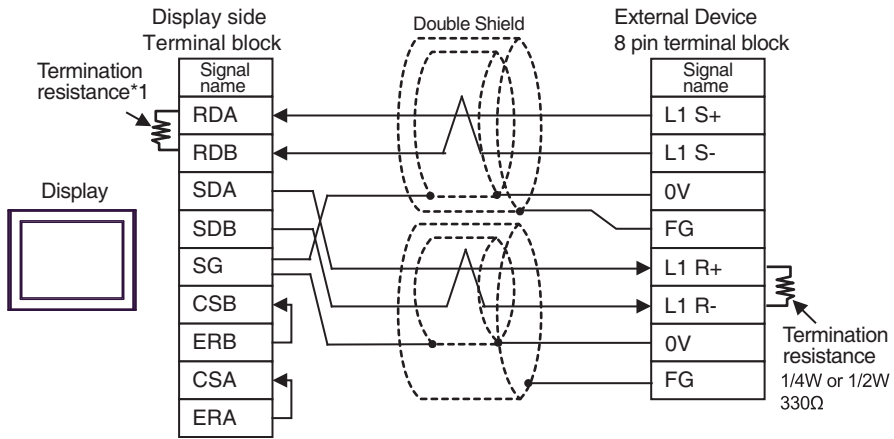 Display side
Terminal block
Double Shield
External Device
8 pin terminal block
Termination
resistance*1
Display
Signal
name
RDA
RDB
SDA
SDB
SG
CSB
ERB
CSA
ERA
Signal
name
L1 S+
L1 S-
0V
FG
L1 R+
L1 R-
0V
FG
Termination
resistance
1/4W or 1/2W
330Ω